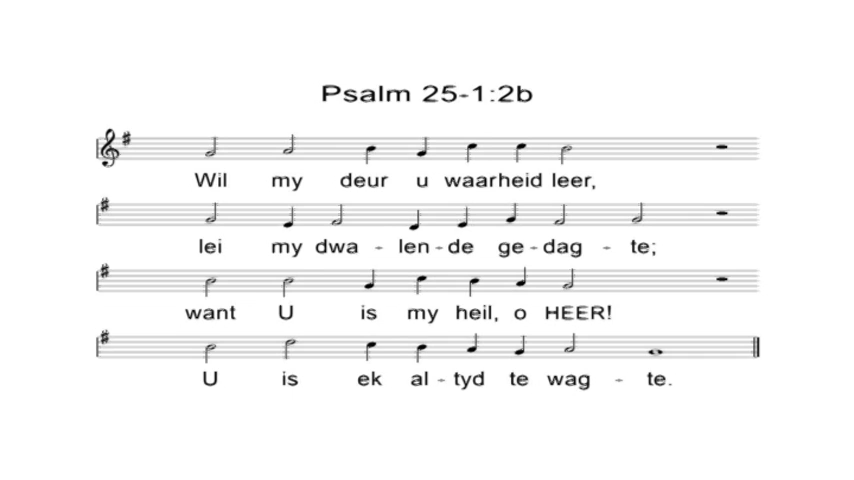 Psalm 25-1:2b
Wil my deur u waarheid leer,
lei my dwa - len - de ge - dag - te;
want U is my heil, o HEER!
U is ek al - tyd te wag - te.